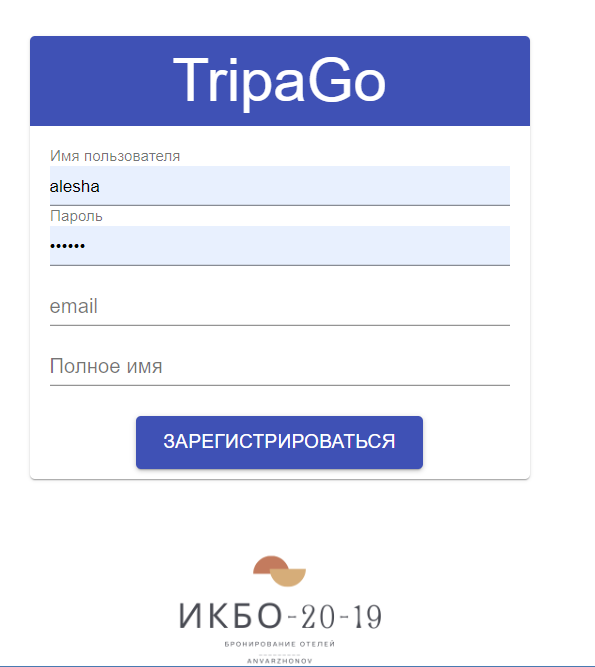 TripaGo
Имя пользователя
alesha
Пароль
••••••
email
Полное имя
ЗАРЕГИСТРИРОВАТЬСЯ
ИКБО-20-19
БРОНИРОВАНИЕ ОТЕЛЕЙ
ANVARZHONOV